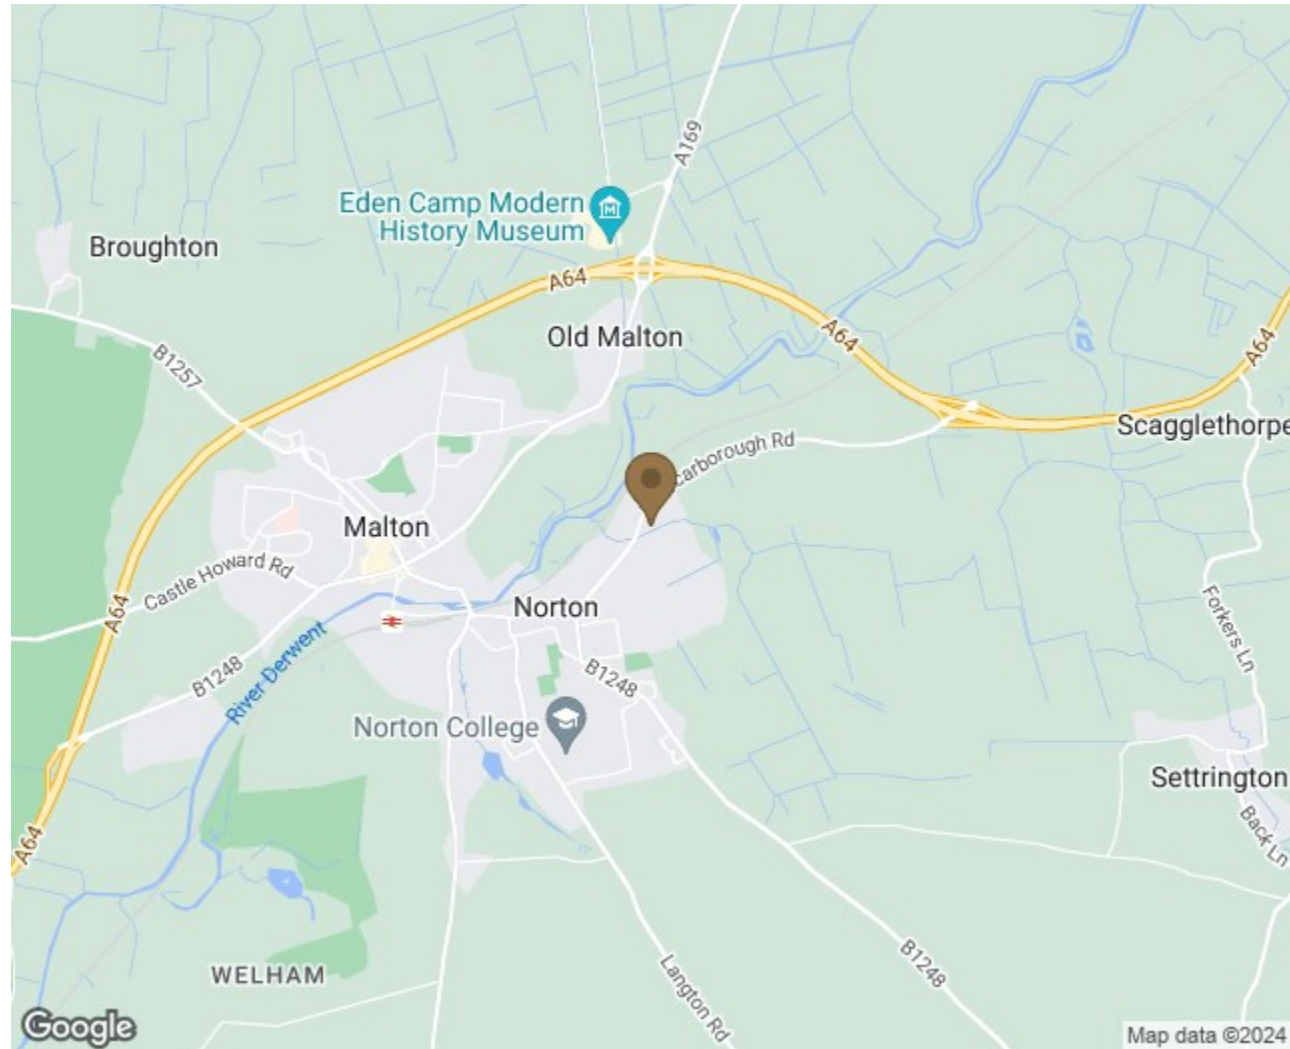 A169
Eden Camp Modern
History Museum
Broughton
A64
Old Malton
A64
A64
B1257
Scagglethorpe
carborough Rd
Malton
Castle Howard Rd
A64
Norton
Forkers Ln
River Derwent
B1248
B1248
Norton College
Settrington
Back Ln
A64
B1248
WELHAM
Langton Rd
Google
Map data ©2024